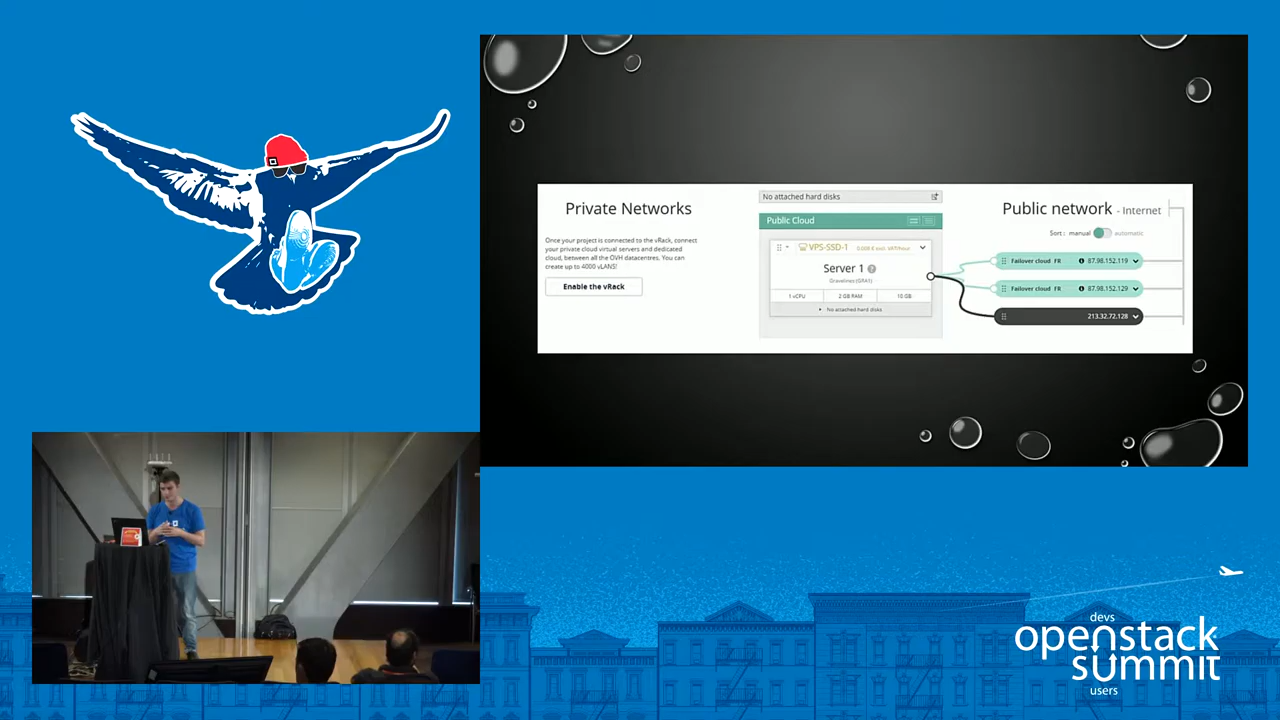 Private Networks
Once your project is connected to the vRack, connect
your private cloud virtual servers and dedicated
cloud, between all the OVH datacentres. You can
create up to 4000 vLANS!
Enable the vRack
No attached hard disks
Public Cloud
VPS-SSD-1
Server 1
Gravelines (GRA1)
1 vCPU
2 GB RAM
10 GB
No attached hard disks
Public network - Internet
Sort : manual automatic
Failover cloud FR 87.98.152.119
Failover cloud FR 87.98.152.129
213.32.72.128
devs
openstack
summit
users